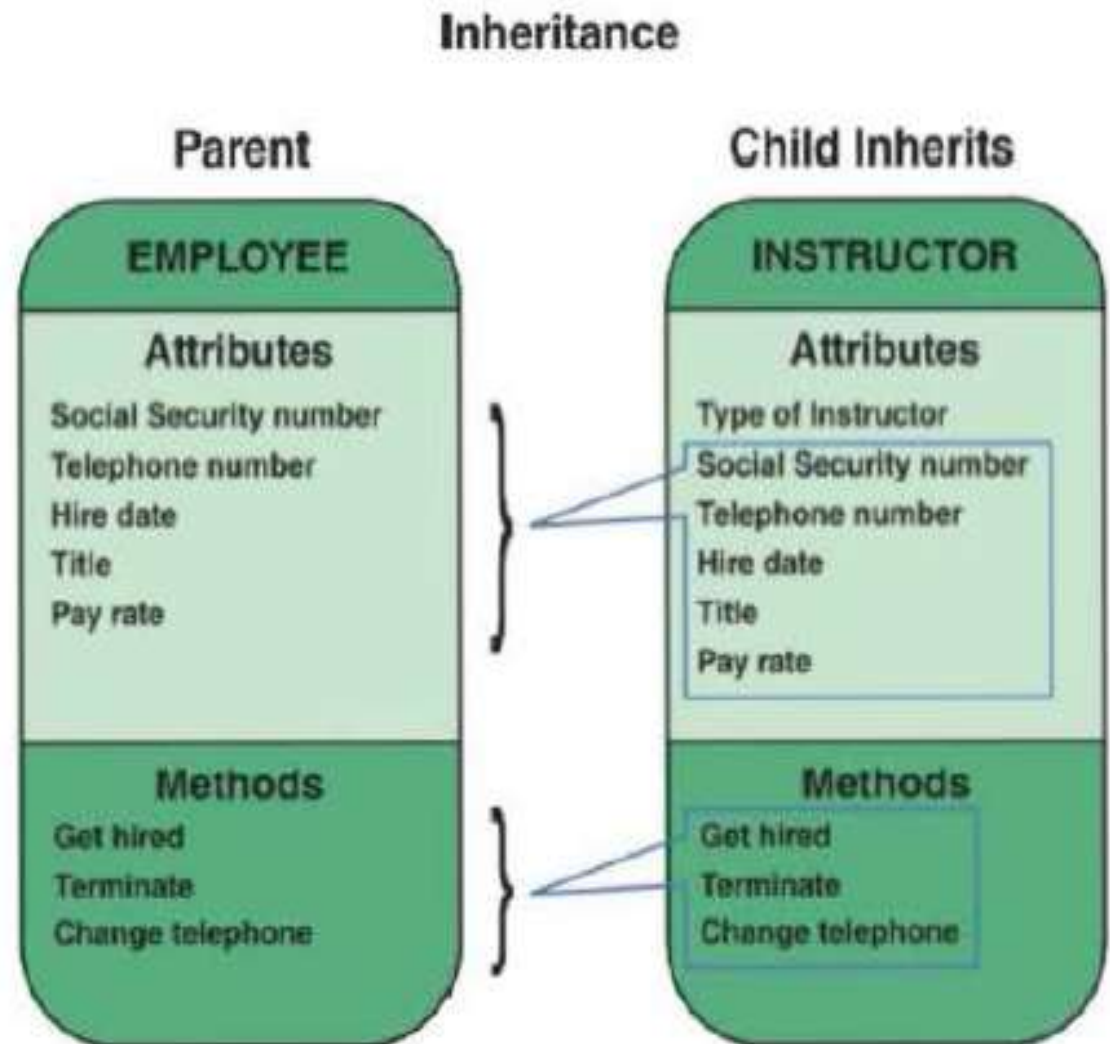 Inheritance
Parent
EMPLOYEE
Attributes
Social Security number
Telephone number
Hire date
Title
Pay rate
Methods
Get hired
Terminate
Change telephone
Child Inherits
INSTRUCTOR
Attributes
Type of Instructor
Social Security number
Telephone number
Hire date
Title
Pay rate
Methods
Get hired
Terminate
Change telephone